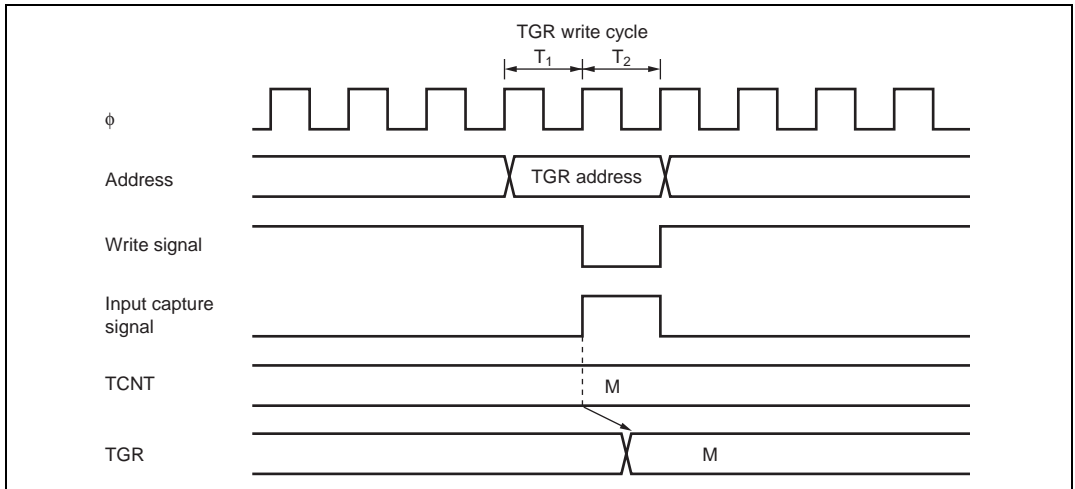 TGR write cycle
T₁ T₂
ϕ
Address
TGR address
Write signal
Input capture
signal
TCNT
M
TGR
M